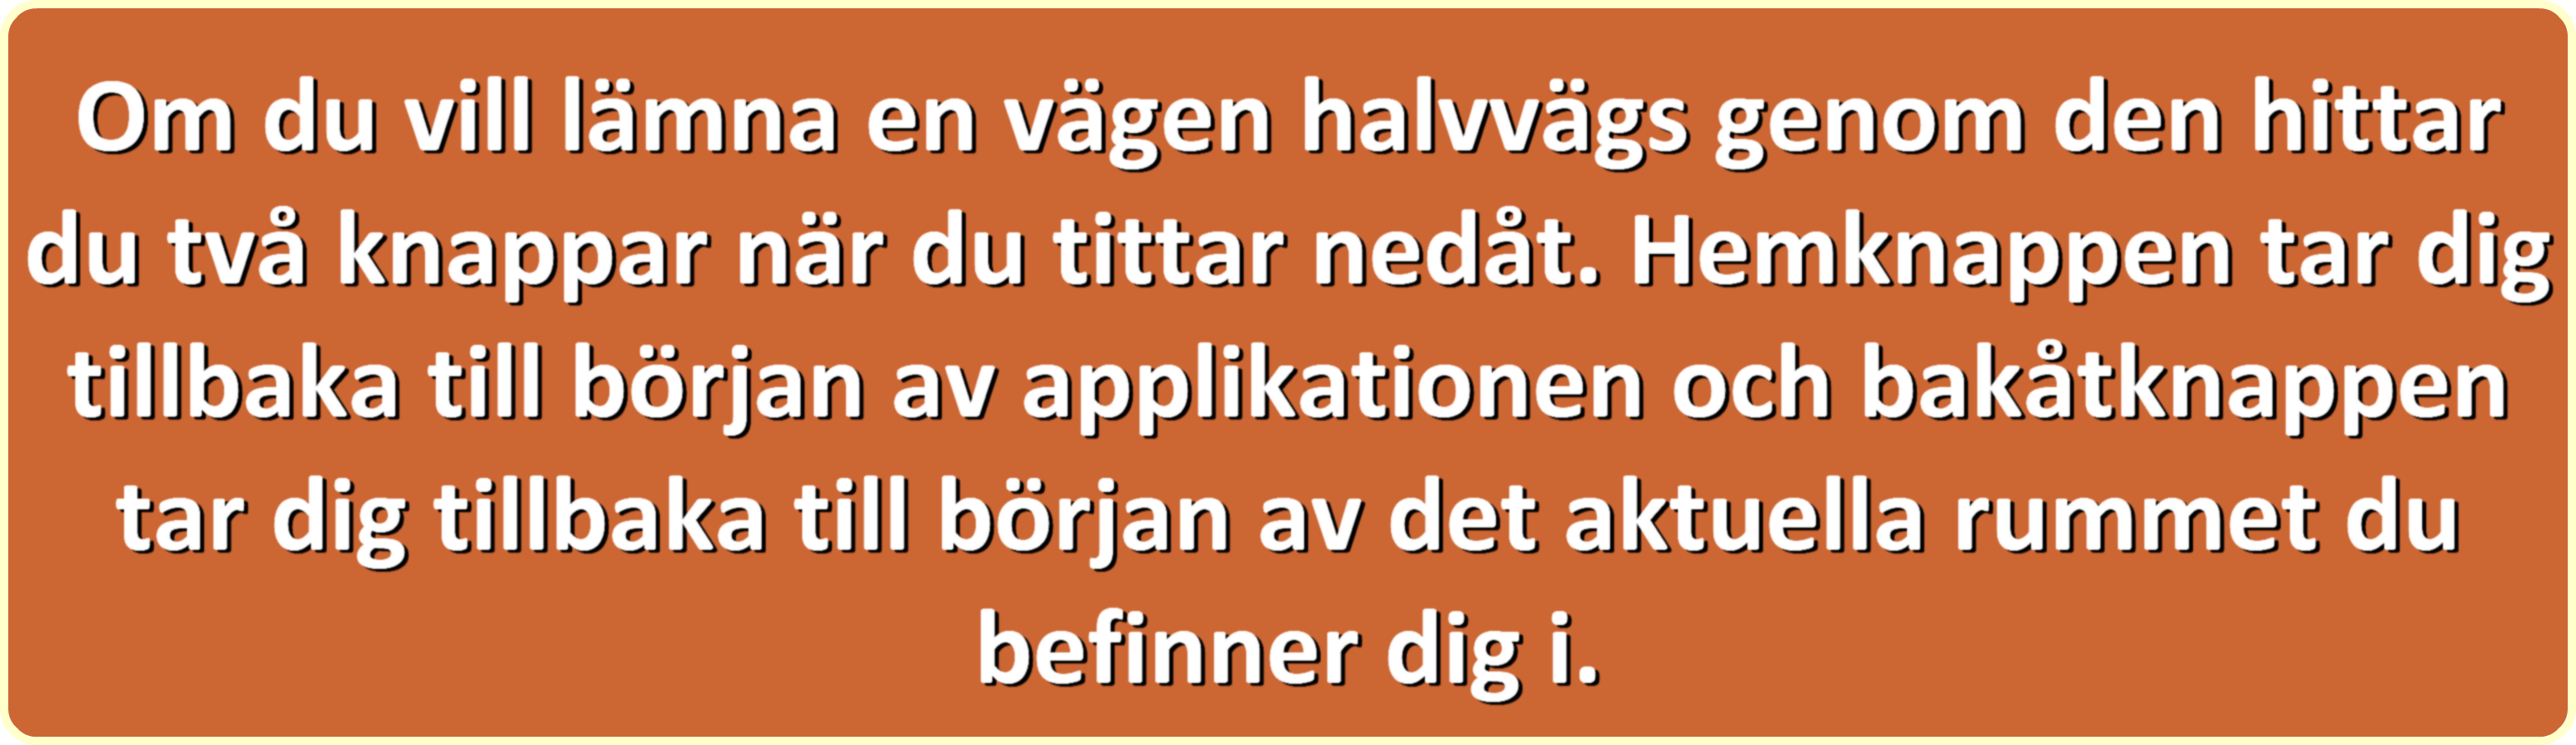 Om du vill lämna en vägen halvvägs genom den hittar
du två knappar när du tittar nedåt. Hemknappen tar dig
tillbaka till början av applikationen och bakåtknappen
tar dig tillbaka till början av det aktuella rummet du
befinner dig i.